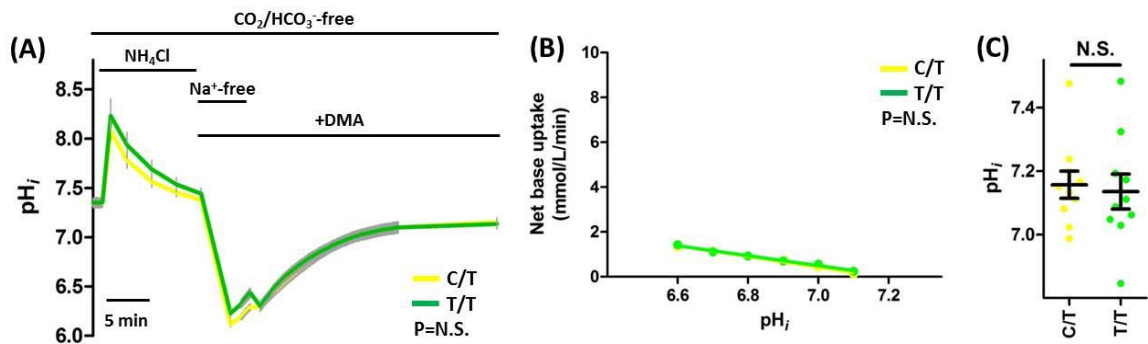 CO₂/HCO₃⁻-free
(A)
NH₄Cl
Na⁺-free
+DMA
8.5
8.0
7.5
7.0
6.5
6.0
pHi
5 min
C/T
T/T
P=N.S.
(B)
10
8
6
4
2
0
Net base uptake
(mmol/L/min)
6.6 6.8 7.0 7.2
pHi
C/T
T/T
P=N.S.
(C)
N.S.
7.4
7.2
7.0
pHi
C/T
T/T